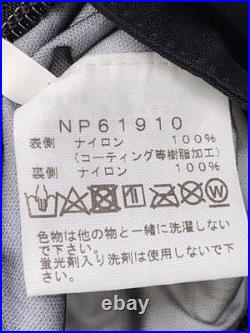 NP61910
表側 ナイロン 100%
(コーティング等樹脂加工)
裏側 ナイロン 100%
色物は他の物と一緒に洗濯しない
で下さい。
蛍光剤入り洗剤は使用しないで
下さい。